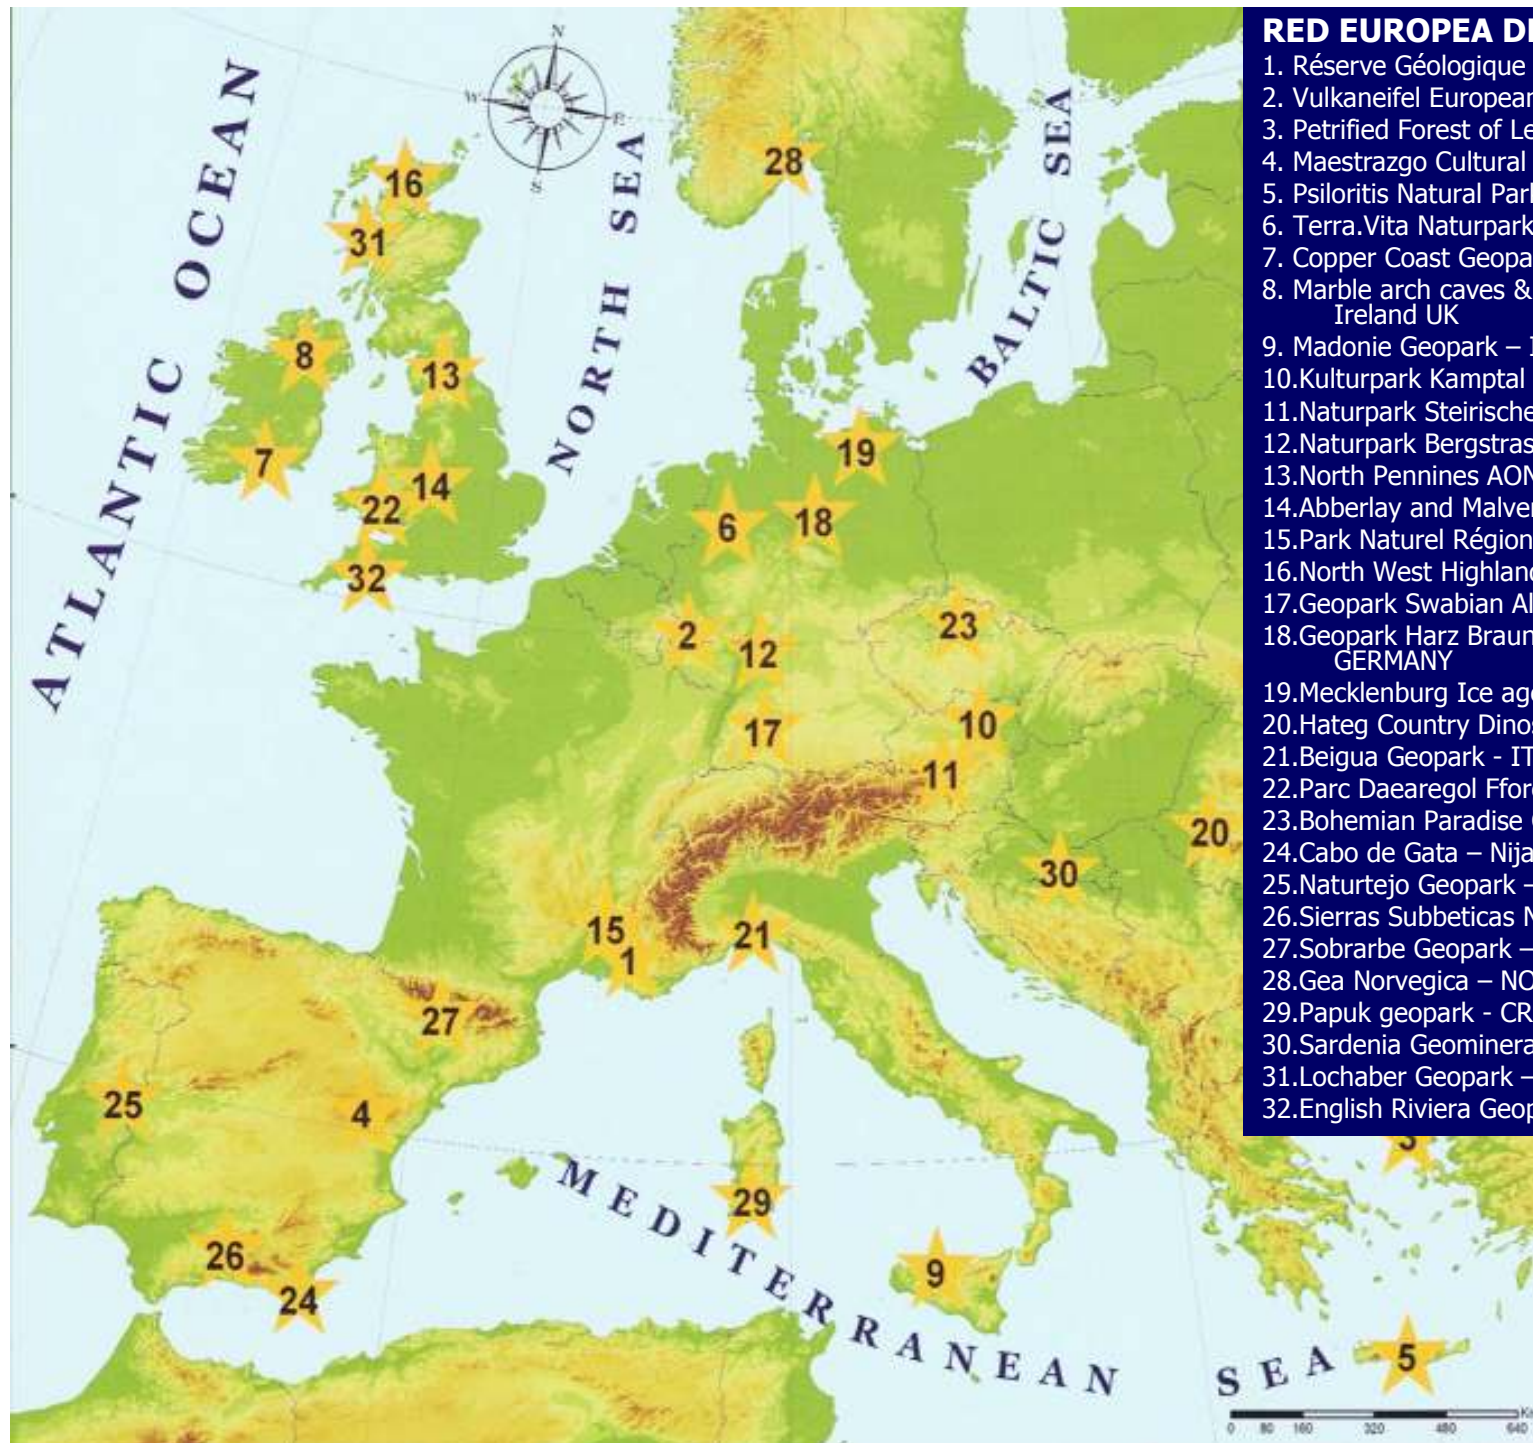 RED EUROPEA DE
1. Réserve Géologique
2. Vulkaneifel European
3. Petrified Forest of Le
4. Maestrazgo Cultural
5. Psiloritis Natural Park
6. Terra.Vita Naturpark
7. Copper Coast Geopa
8. Marble arch caves &
Ireland UK
9. Madonie Geopark – I
10.Kulturpark Kamptal
11.Naturpark Steirische
12.Naturpark Bergstras
13.North Pennines AON
14.Abberlay and Malver
15.Park Naturel Région
16.North West Highland
17.Geopark Swabian Al
18.Geopark Harz Braun
GERMANY
19.Mecklenburg Ice age
20.Hateg Country Dinos
21.Beigua Geopark - IT
22.Parc Daearegol Ffore
23.Bohemian Paradise G
24.Cabo de Gata – Nija
25.Naturtejo Geopark –
26.Sierras Subbeticas N
27.Sobrarbe Geopark –
28.Gea Norvegica – NO
29.Papuk geopark - CR
30.Sardenia Geominera
31.Lochaber Geopark –
32.English Riviera Geop
ATLANTIC OCEAN
NORTH SEA
BALTIC SEA
MEDITERRANEAN SEA
N
W
E
S
28
16
31
8
13
7
14
22
32
19
6
18
2
12
23
17
10
11
20
30
15
1
21
27
25
4
3
29
26
24
9
5
0 80 160 320 480 640